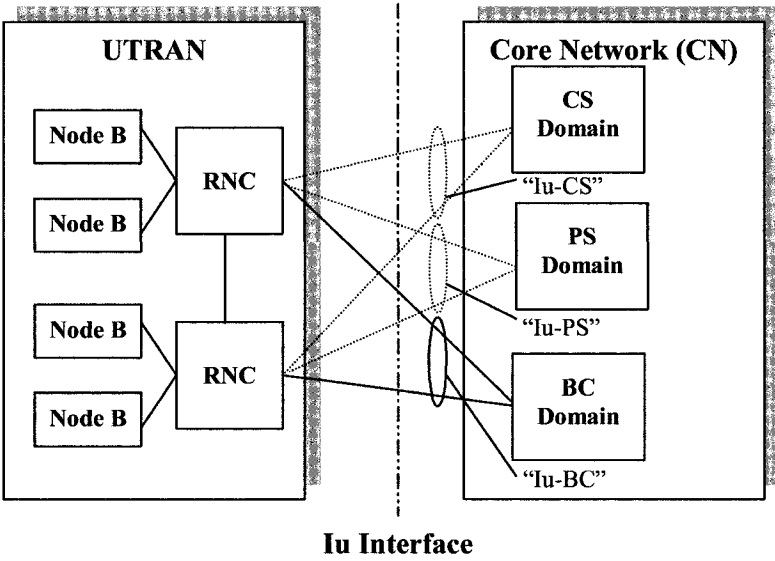 UTRAN
Core Network (CN)
Node B
Node B
RNC
Node B
Node B
RNC
CS
Domain
“Iu-CS”
PS
Domain
“Iu-PS”
BC
Domain
“Iu-BC”
Iu Interface